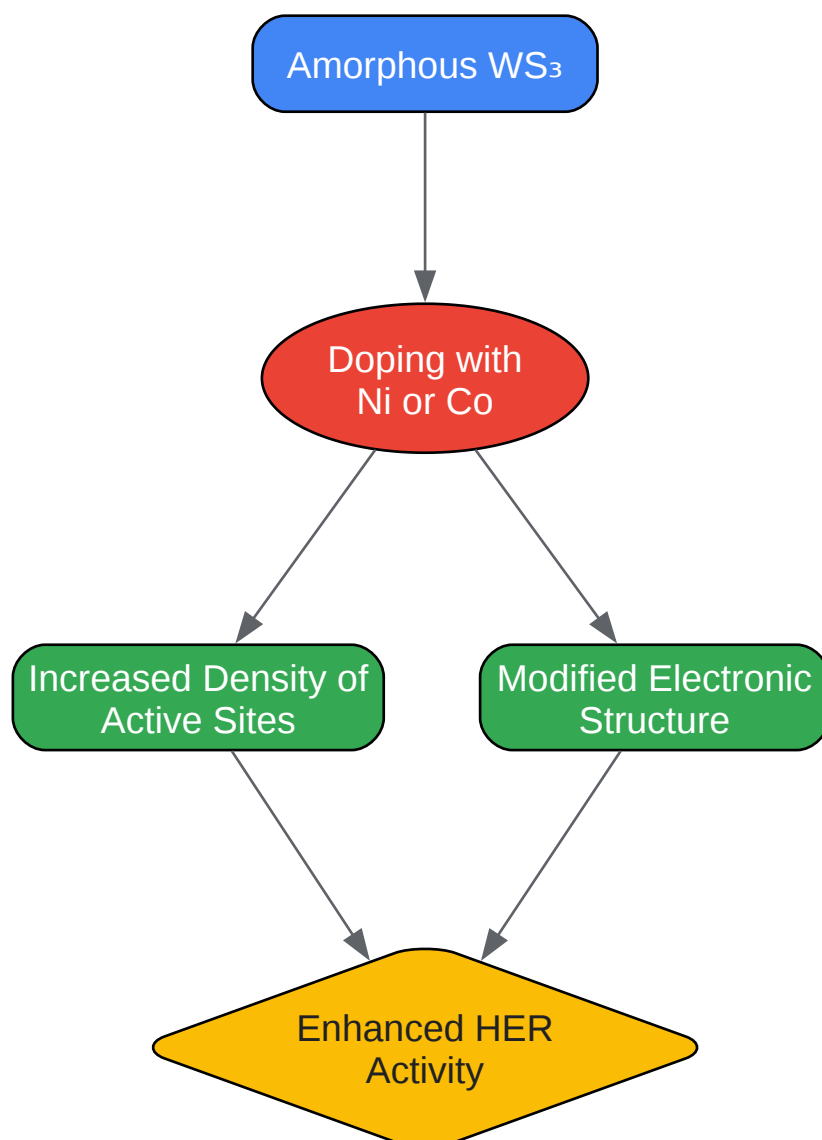 Amorphous WS₃
Doping with
Ni or Co
Increased Density of
Active Sites
Modified Electronic
Structure
Enhanced HER
Activity